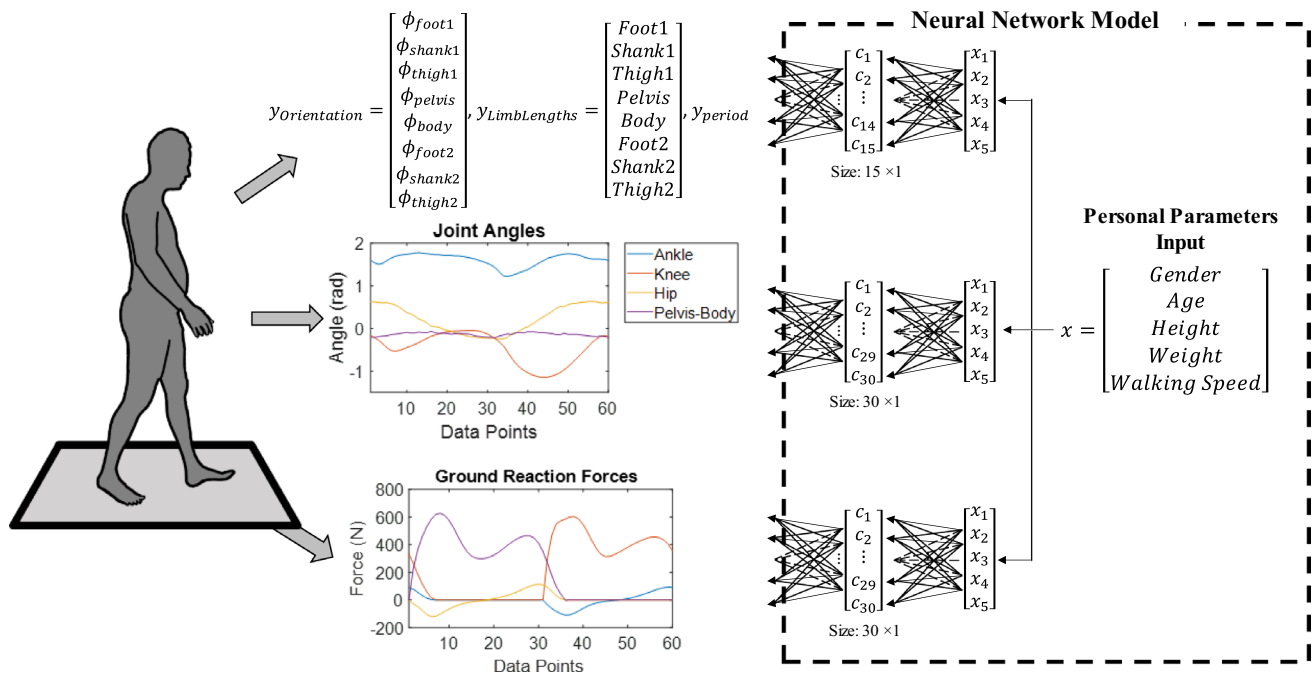 Neural Network Model
y_Orientation = [ϕ_foot1
ϕ_shank1
ϕ_thigh1
ϕ_pelvis
ϕ_body
ϕ_foot2
ϕ_shank2
ϕ_thigh2]
, y_LimbLengths = [Foot1
Shank1
Thigh1
Pelvis
Body
Foot2
Shank2
Thigh2]
, y_period
Joint Angles
Angle (rad)
2
1
0
-1
10 20 30 40 50 60
Data Points
Ankle
Knee
Hip
Pelvis-Body
Ground Reaction Forces
Force (N)
800
600
400
200
0
-200
10 20 30 40 50 60
Data Points
c1
c2
⋮
c14
c15
Size: 15 ×1
x1
x2
x3
x4
x5
c1
c2
⋮
c29
c30
Size: 30 ×1
x1
x2
x3
x4
x5
c1
c2
⋮
c29
c30
Size: 30 ×1
x1
x2
x3
x4
x5
Personal Parameters
Input
x = [Gender
Age
Height
Weight
Walking Speed]